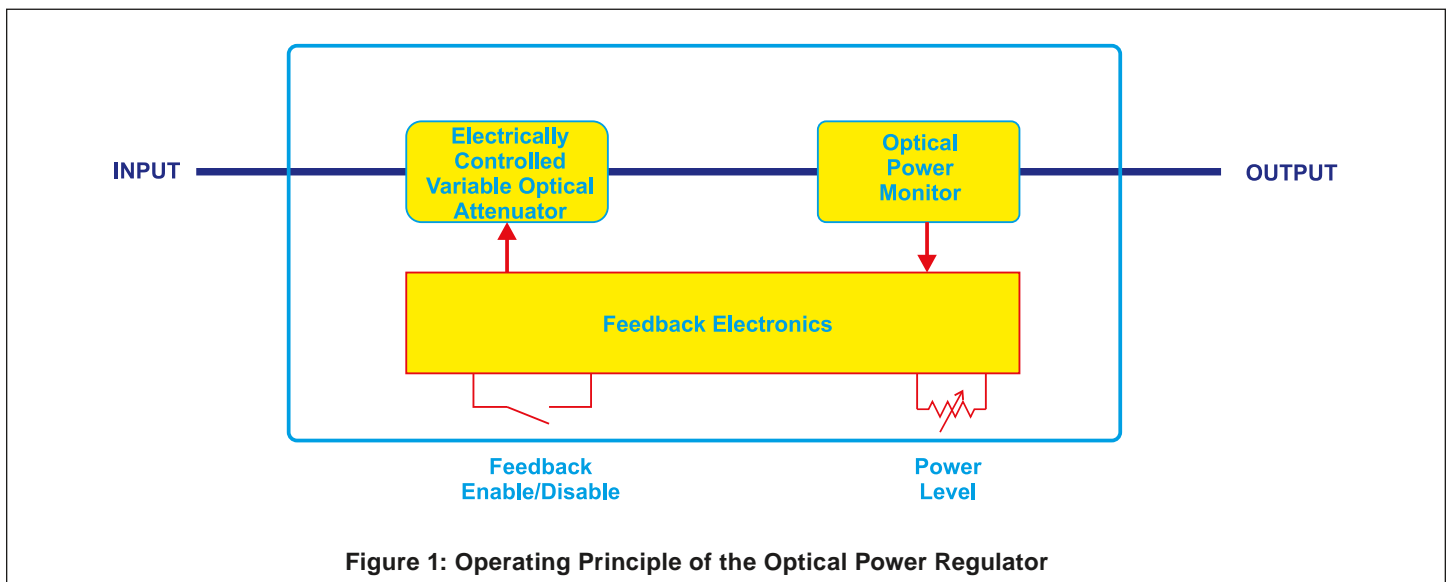 INPUT
Electrically
Controlled
Variable Optical
Attenuator
Optical
Power
Monitor
OUTPUT
Feedback Electronics
Feedback
Enable/Disable
Power
Level
Figure 1: Operating Principle of the Optical Power Regulator